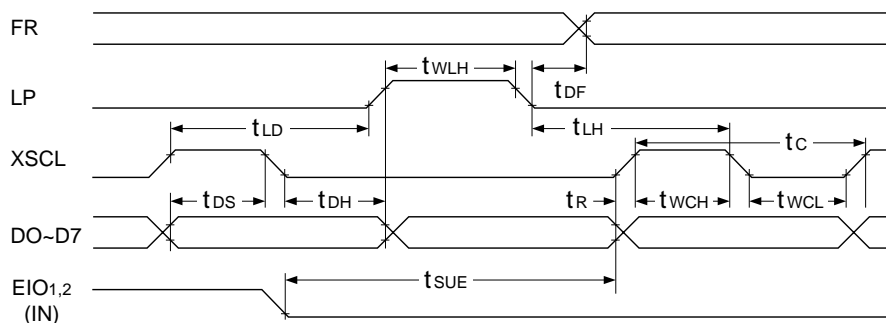 FR
tWLH
LP
tDF
tLD
tLH
tC
XSCL
tDS
tDH
tR
tWCH
tWCL
DO~D7
tSUE
EIO1,2
(IN)